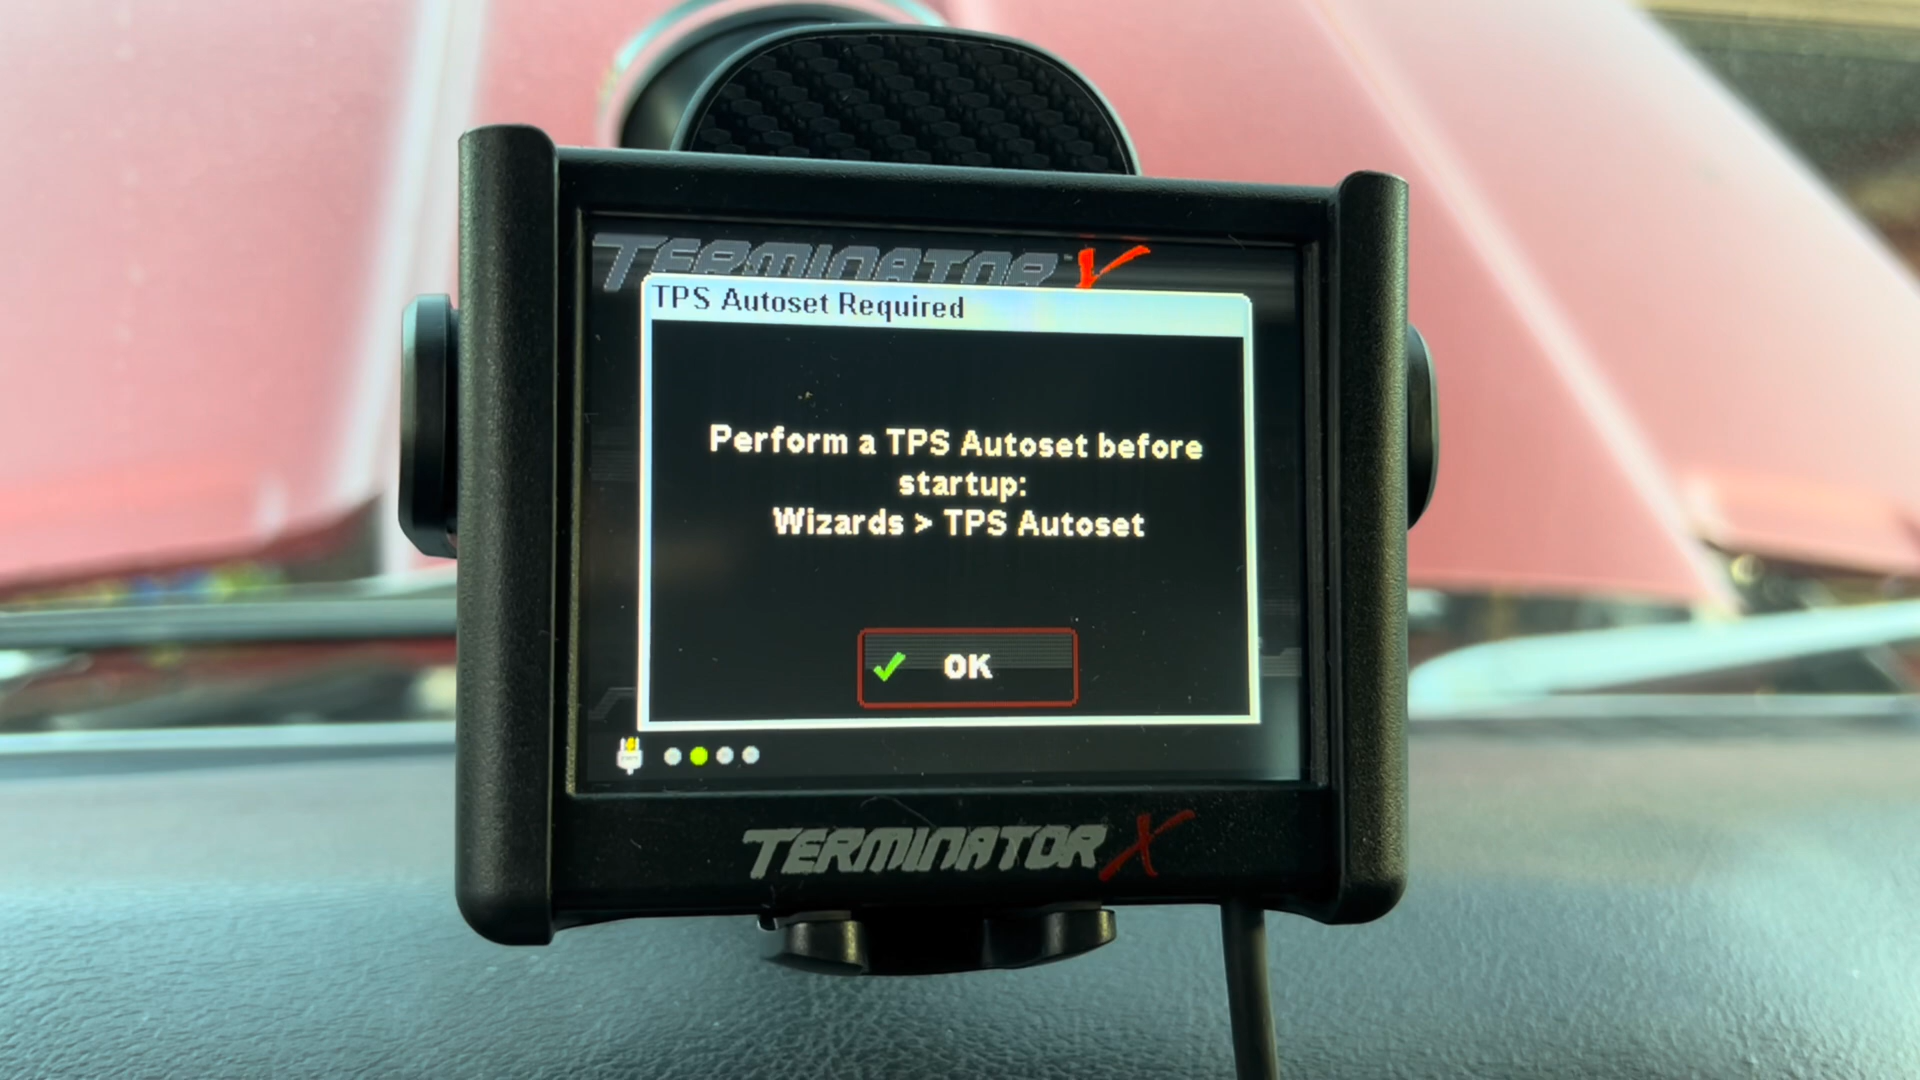 TERMINATOR X
TPS Autoset Required
Perform a TPS Autoset before
startup:
Wizards > TPS Autoset
OK
TERMINATOR X